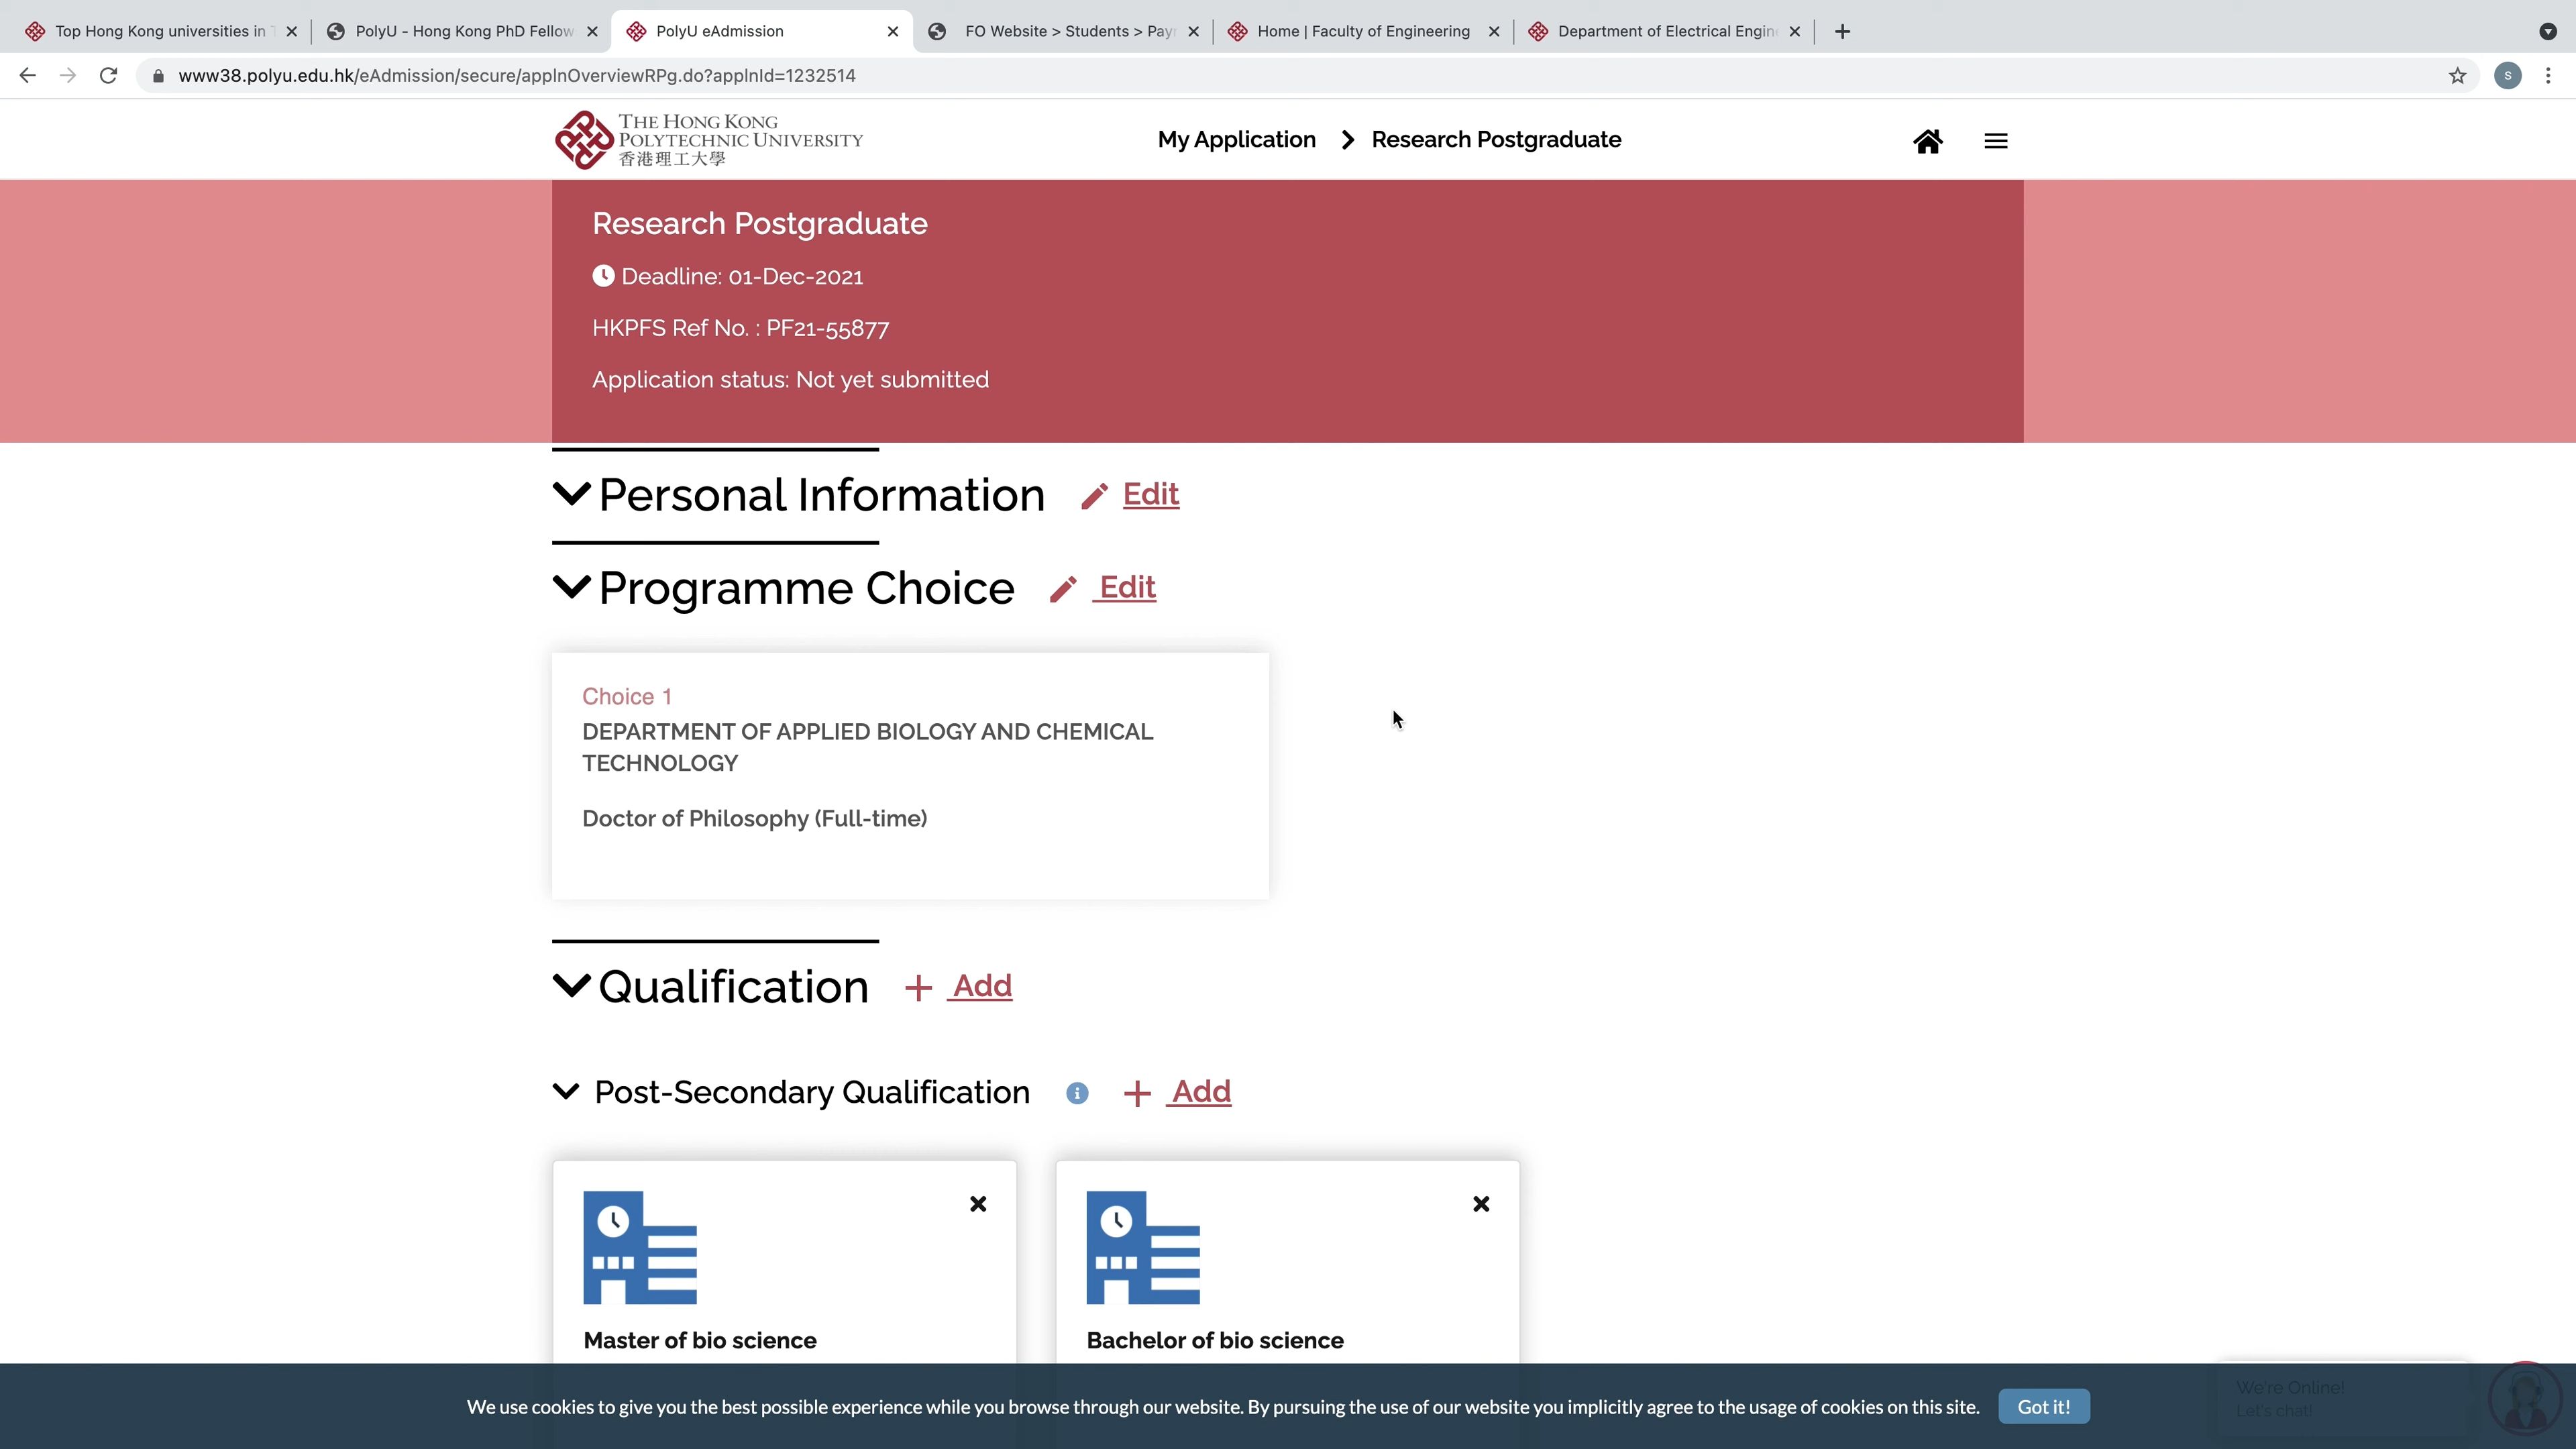 Top Hong Kong universities in
PolyU - Hong Kong PhD Fellow
PolyU eAdmission
FO Website > Students > Payr
Home | Faculty of Engineering
Department of Electrical Engin
www38.polyu.edu.hk/eAdmission/secure/applnOverviewRPg.do?applnId=1232514
S
THE HONG KONG
POLYTECHNIC UNIVERSITY
香港理工大學
My Application
Research Postgraduate
Research Postgraduate
Deadline: 01-Dec-2021
HKPFS Ref No. : PF21-55877
Application status: Not yet submitted
Personal Information
Edit
Programme Choice
Edit
Choice 1
DEPARTMENT OF APPLIED BIOLOGY AND CHEMICAL
TECHNOLOGY
Doctor of Philosophy (Full-time)
Qualification
Add
Post-Secondary Qualification
Add
Master of bio science
Bachelor of bio science
We use cookies to give you the best possible experience while you browse through our website. By pursuing the use of our website you implicitly agree to the usage of cookies on this site.
Got it!
We're Online!
Let's chat!